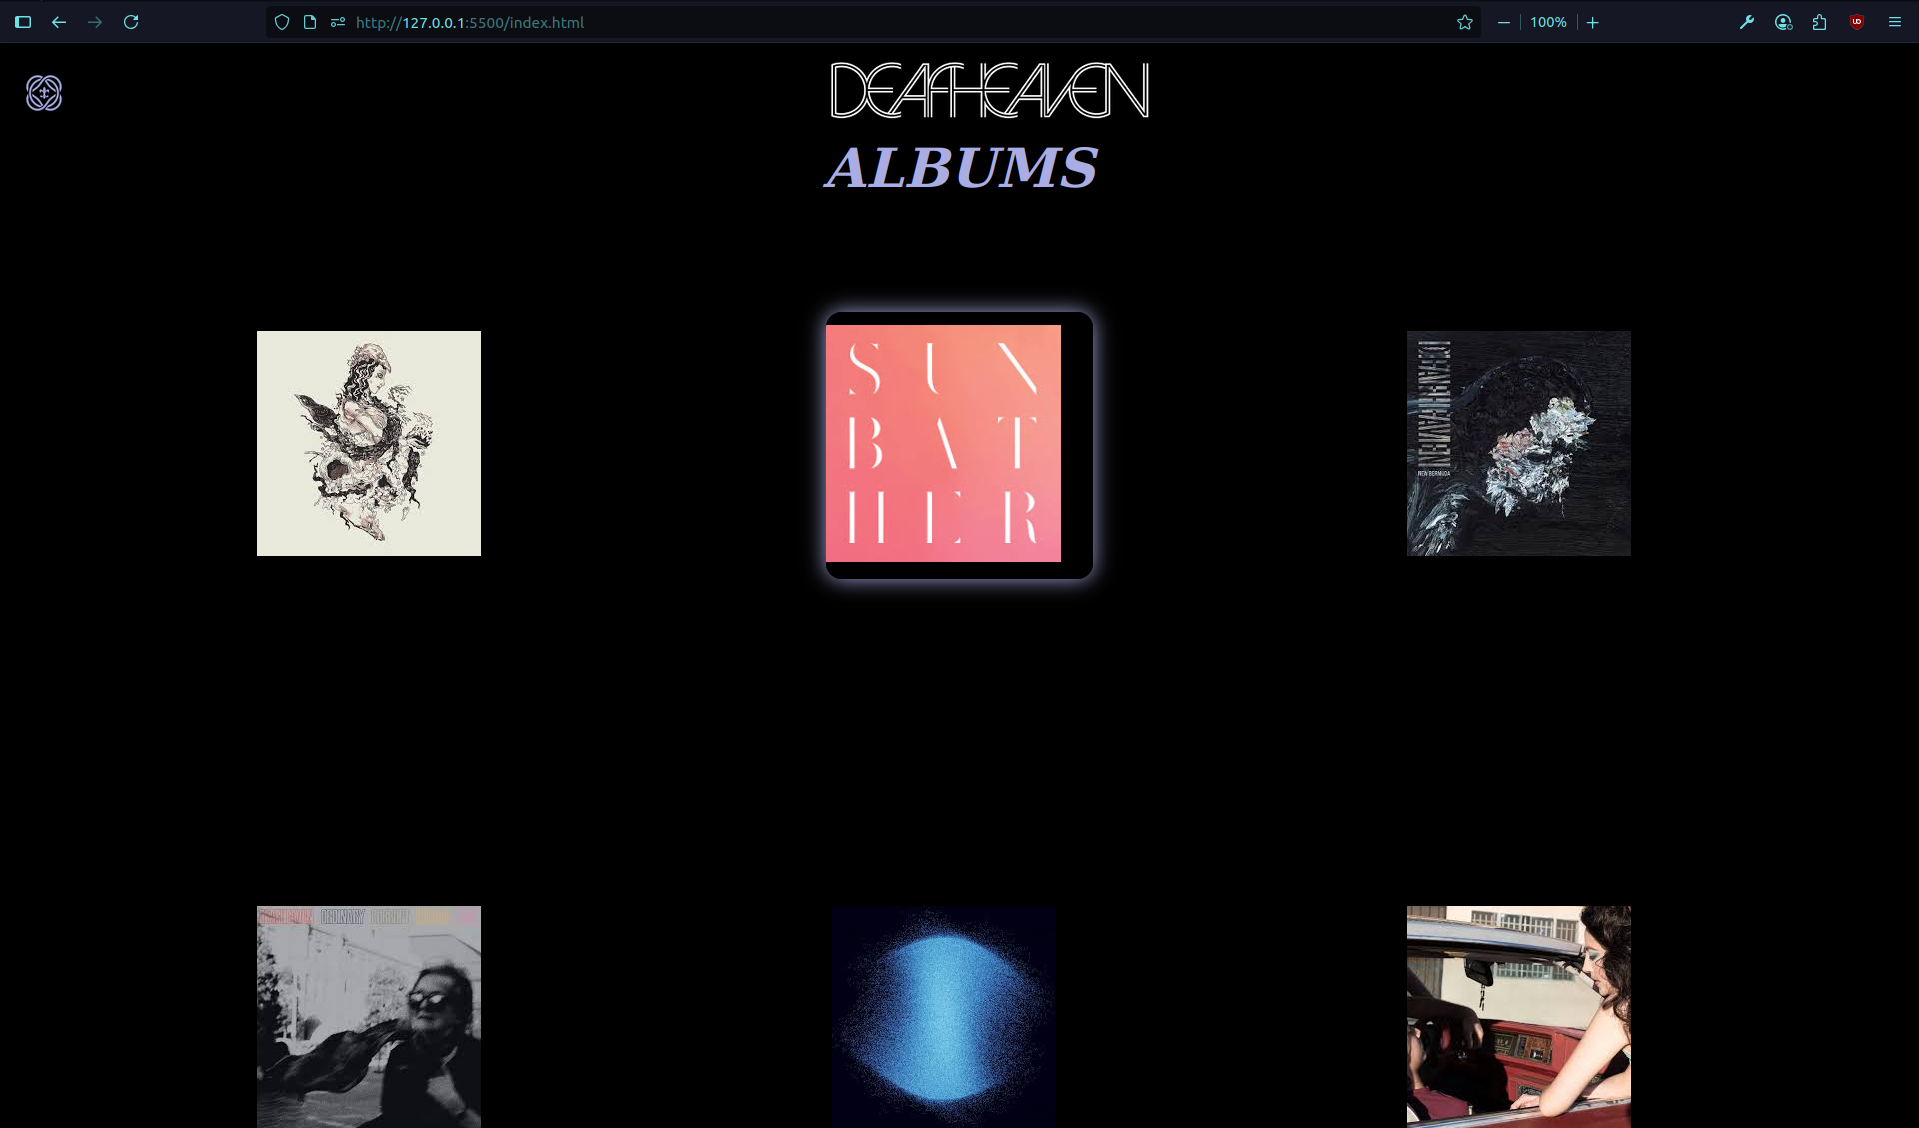 http://127.0.0.1:5500/index.html
100%
DEAFHEAVEN
ALBUMS
S U N
B A T
H E R
DEAFHEAVEN
NEW BERMUDA
ORDINARY